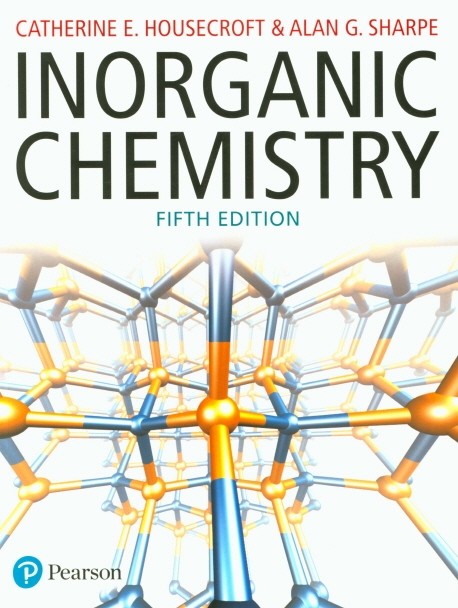 CATHERINE E. HOUSECROFT & ALAN G. SHARPE
INORGANIC
CHEMISTRY
FIFTH EDITION
Pearson